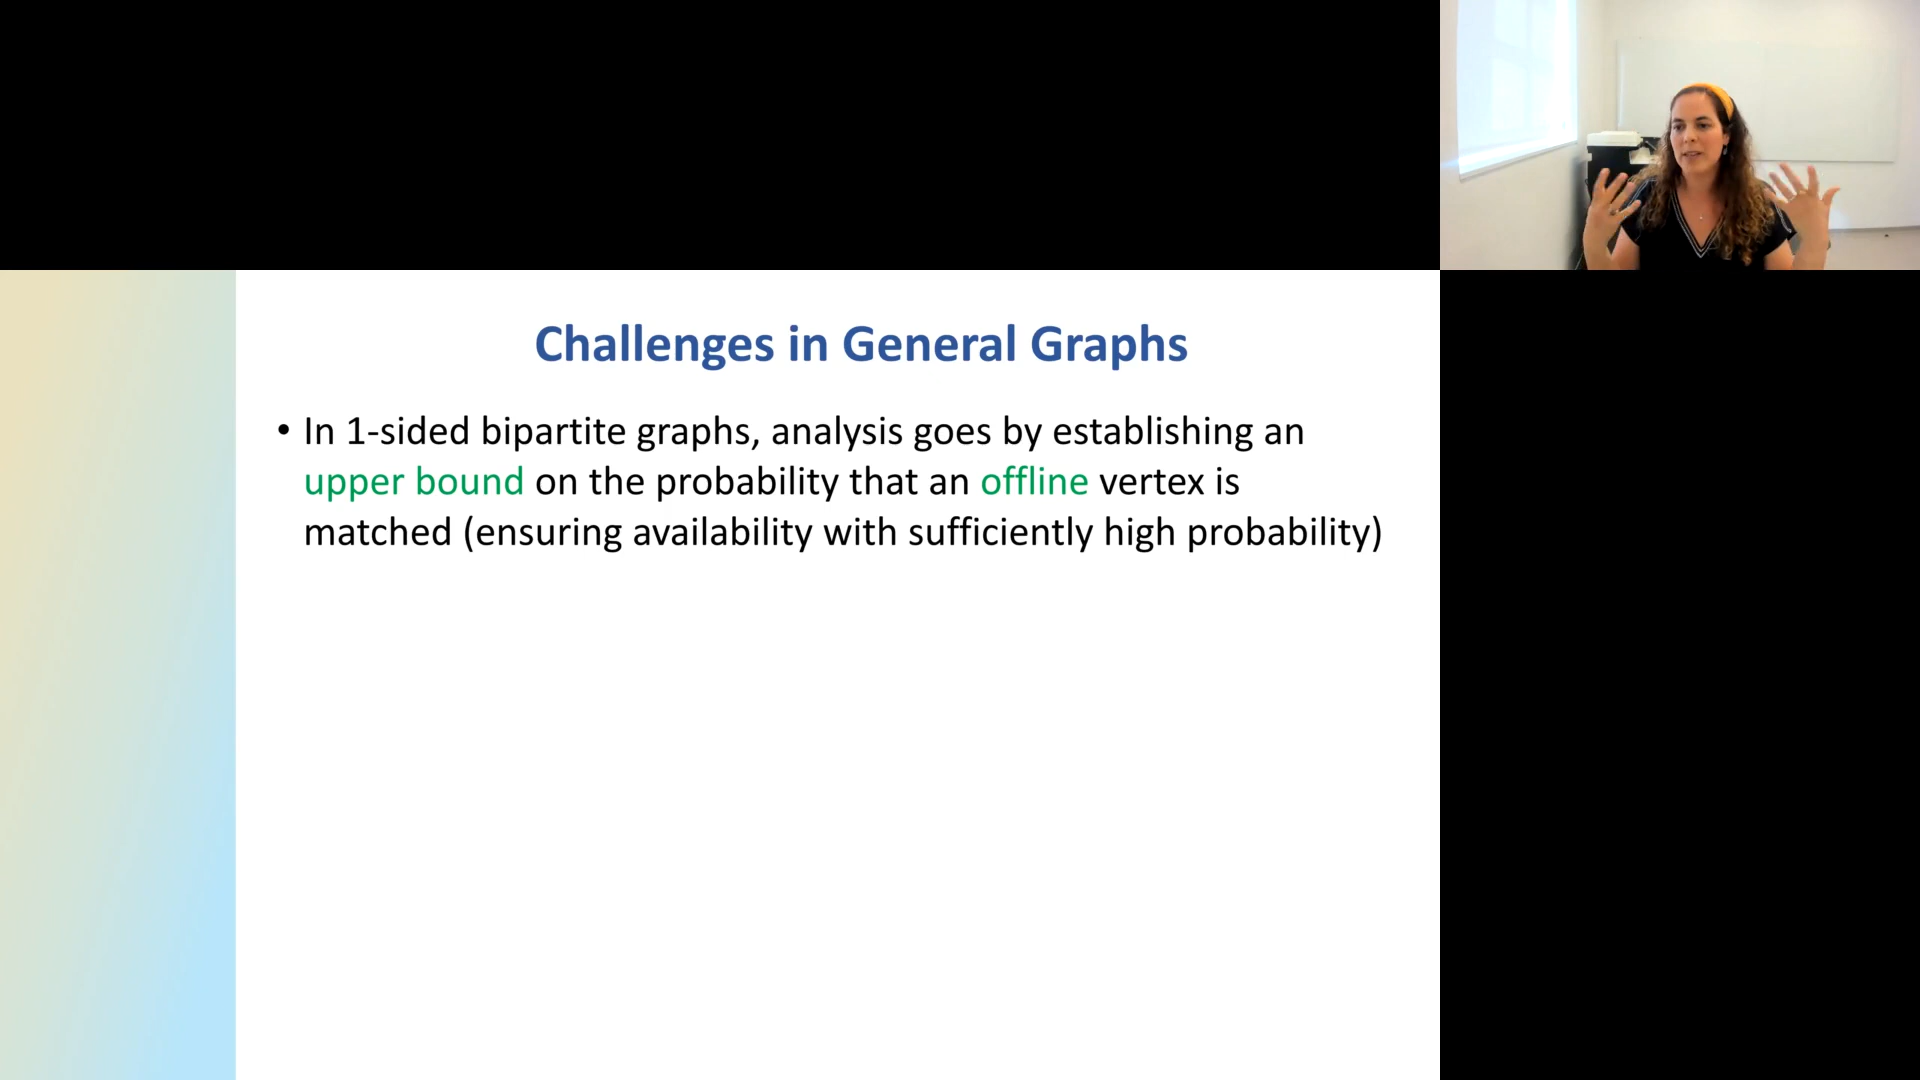 Challenges in General Graphs
• In 1-sided bipartite graphs, analysis goes by establishing an
upper bound on the probability that an offline vertex is
matched (ensuring availability with sufficiently high probability)